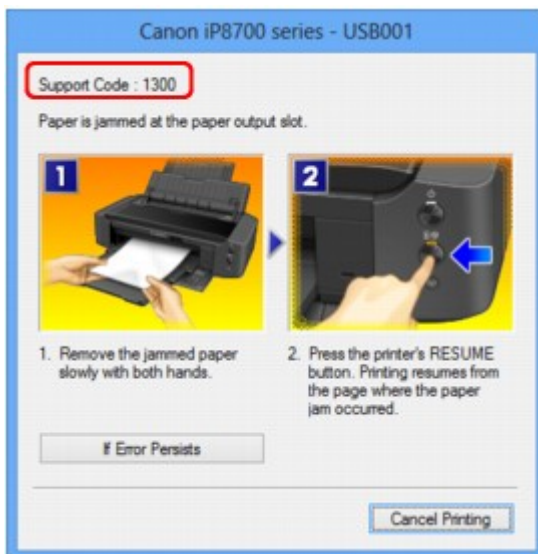 Canon iP8700 series - USB001
Support Code : 1300
Paper is jammed at the paper output slot.
1
2
1. Remove the jammed paper
slowly with both hands.
2. Press the printer's RESUME
button. Printing resumes from
the page where the paper
jam occurred.
If Error Persists
Cancel Printing